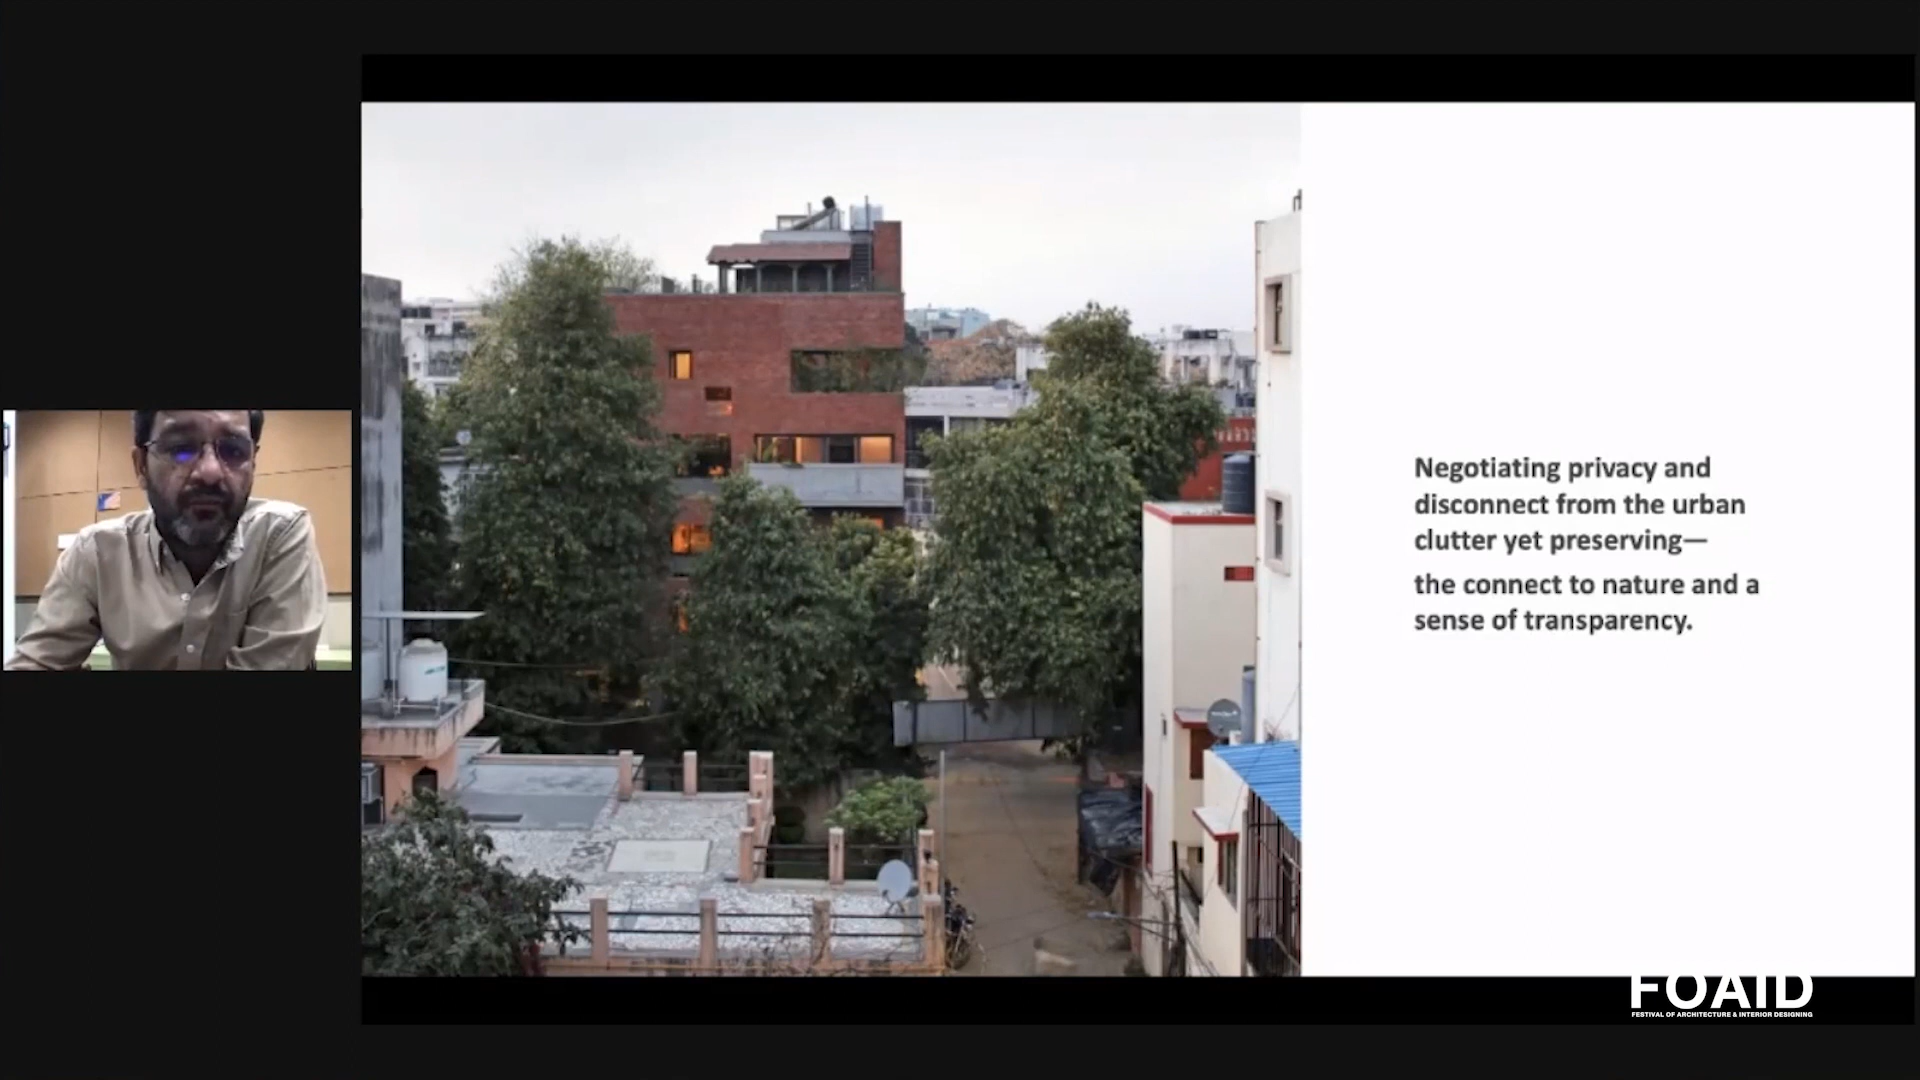 Negotiating privacy and
disconnect from the urban
clutter yet preserving—
the connect to nature and a
sense of transparency.
FOAID
FESTIVAL OF ARCHITECTURE & INTERIOR DESIGNING